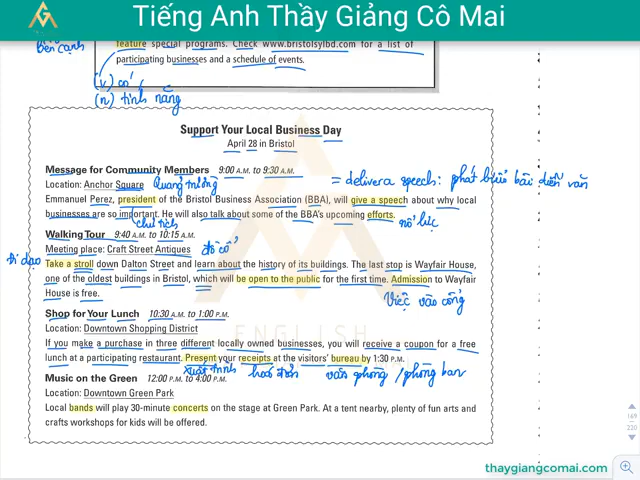 Tiếng Anh Thầy Giảng Cô Mai
bên cạnh
feature special programs. Check www.bristolsylbd.com for a list of
participating businesses and a schedule of events.
(v) có
(n) tính năng
Support Your Local Business Day
April 28 in Bristol
Message for Community Members 9:00 A.M. to 9:30 A.M.
Location: Anchor Square quảng trường
= deliver a speech: phát biểu bài diễn văn
Emmanuel Perez, president of the Bristol Business Association (BBA), will give a speech about why local
businesses are so important. He will also talk about some of the BBA's upcoming efforts.
chủ tịch nỗ lực
Walking Tour 9:40 A.M. to 10:15 A.M.
Meeting place: Craft Street Antiques đồ cổ
đi dạo Take a stroll down Dalton Street and learn about the history of its buildings. The last stop is Wayfair House,
one of the oldest buildings in Bristol, which will be open to the public for the first time. Admission to Wayfair
House is free. việc vào cổng
Shop for Your Lunch 10:30 A.M. to 1:00 P.M.
ENGLISH
Location: Downtown Shopping District
If you make a purchase in three different locally owned businesses, you will receive a coupon for a free
lunch at a participating restaurant. Present your receipts at the visitors' bureau by 1:30 P.M.
xuất trình hoá đơn văn phòng / phòng ban
Music on the Green 12:00 P.M. to 4:00 P.M.
Location: Downtown Green Park
Local bands will play 30-minute concerts on the stage at Green Park. At a tent nearby, plenty of fun arts and
crafts workshops for kids will be offered.
169
220
thaygiangcomai.com